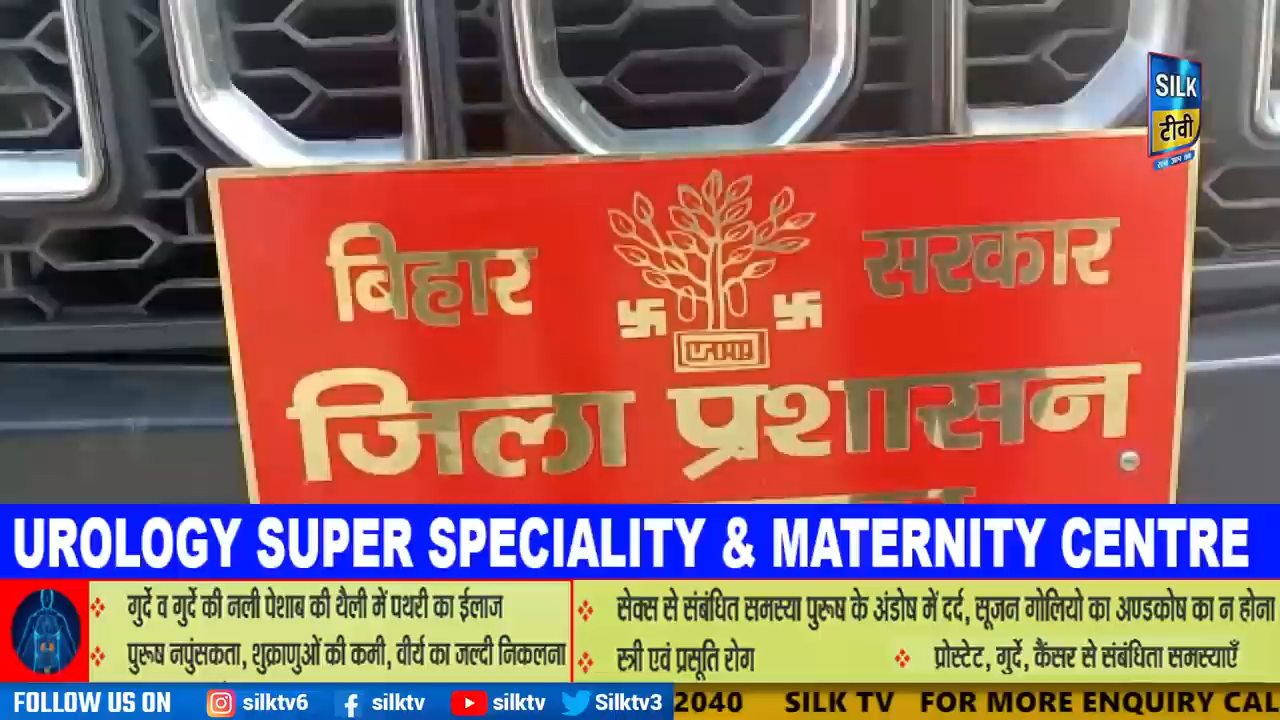 SILK
टीवी
बिहार सरकार
जिला प्रशासन
UROLOGY SUPER SPECIALITY & MATERNITY CENTRE
गुर्दे व गुर्दे की नली पेशाब की थैली में पथरी का ईलाज
पुरूष नपुंसकता, शुक्राणुओं की कमी, वीर्य का जल्दी निकलना
सेक्स से संबंधित समस्या पुरूष के अंडोष में दर्द, सूजन गोलियो का अण्डकोष का न होना
स्त्री एवं प्रसूति रोग
प्रोस्टेट, गुर्दे, कैंसर से संबंधिता समस्याएँ
FOLLOW US ON silktv6 silktv silktv Silktv3 2040 SILK TV FOR MORE ENQUIRY CAL